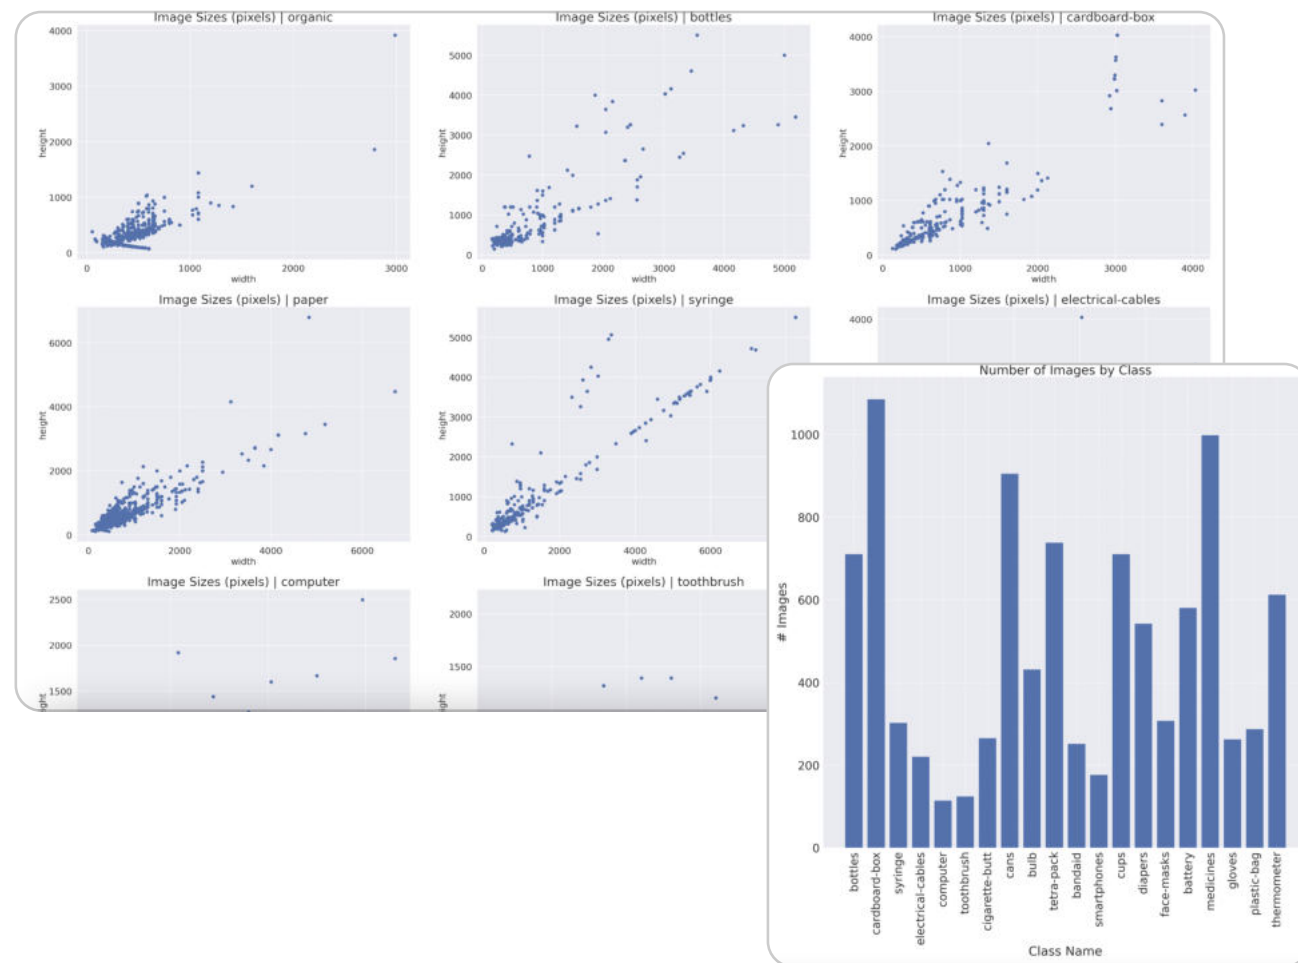 Image Sizes (pixels) | organic
4000
3000
2000
1000
0
height
0 1000 2000 3000
width
Image Sizes (pixels) | bottles
5000
4000
3000
2000
1000
0
height
0 1000 2000 3000 4000 5000
width
Image Sizes (pixels) | cardboard-box
4000
3000
2000
1000
0
height
0 1000 2000 3000 4000
width
Image Sizes (pixels) | paper
6000
4000
2000
0
height
0 2000 4000 6000
width
Image Sizes (pixels) | syringe
5000
4000
3000
2000
1000
0
height
0 2000 4000 6000
width
Image Sizes (pixels) | electrical-cables
4000
Image Sizes (pixels) | computer
2500
2000
1500
Image Sizes (pixels) | toothbrush
2000
1500
Number of Images by Class
1000
800
600
400
200
0
# Images
bottles
cardboard-box
syringe
electrical-cables
computer
toothbrush
cigarette-butt
cans
bulb
tetra-pack
bandaid
smartphones
cups
diapers
face-masks
battery
medicines
gloves
plastic-bag
thermometer
Class Name